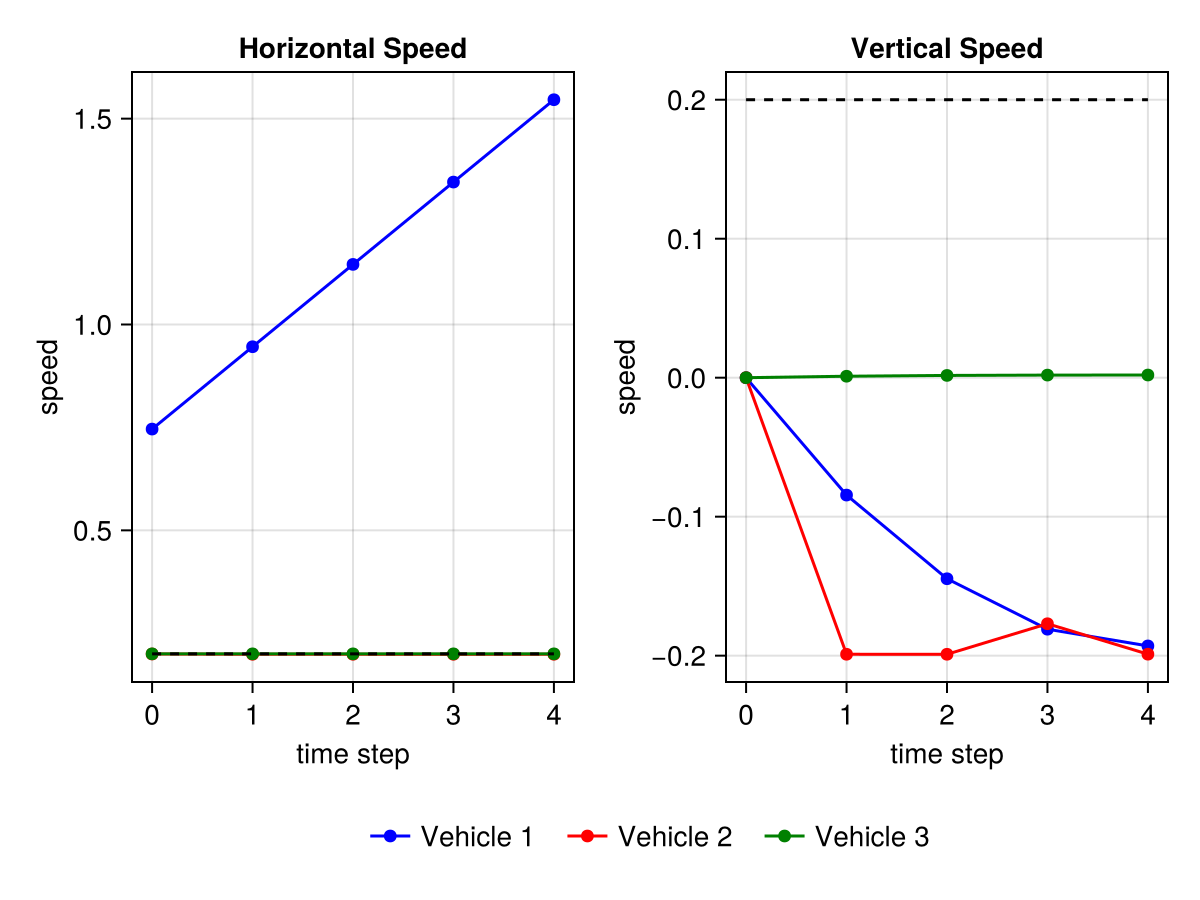 Horizontal Speed
1.5
1.0
0.5
speed
0 1 2 3 4
time step
Vertical Speed
0.2
0.1
0.0
−0.1
−0.2
speed
0 1 2 3 4
time step
Vehicle 1 Vehicle 2 Vehicle 3